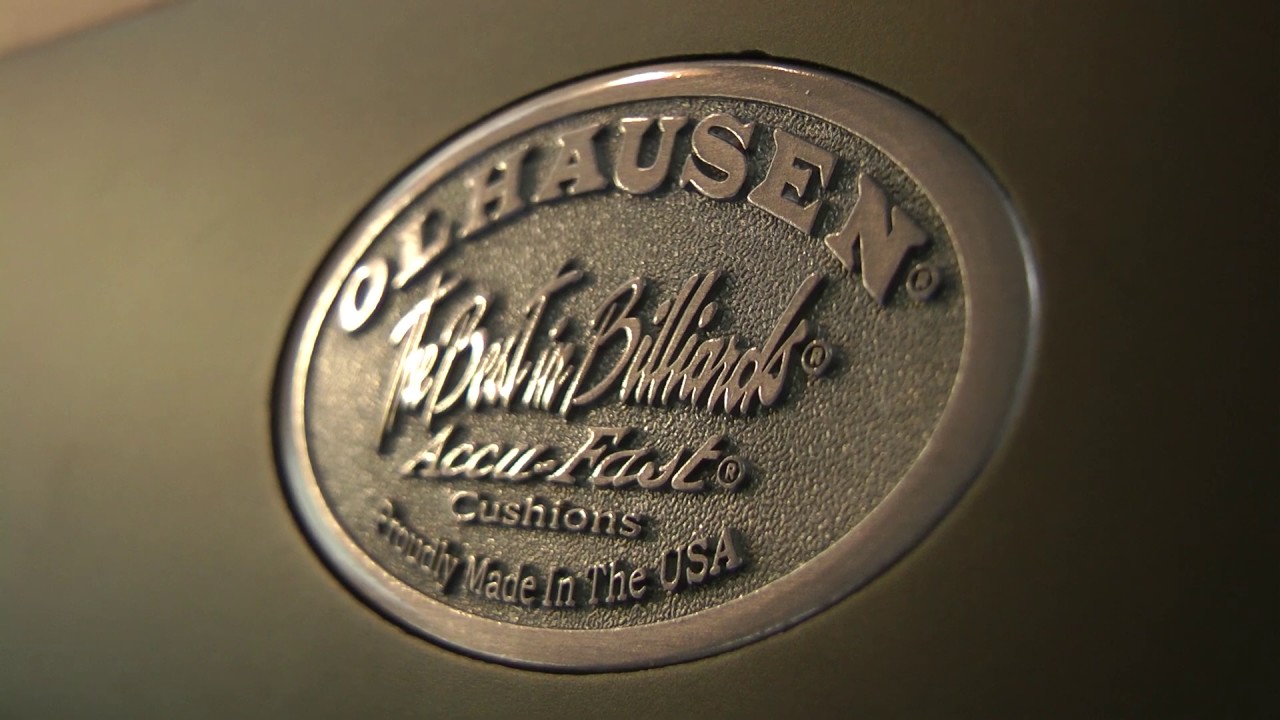 OLHAUSEN®
The Best in Billiards®
Accu-Fast®
Cushions
Proudly Made In The USA